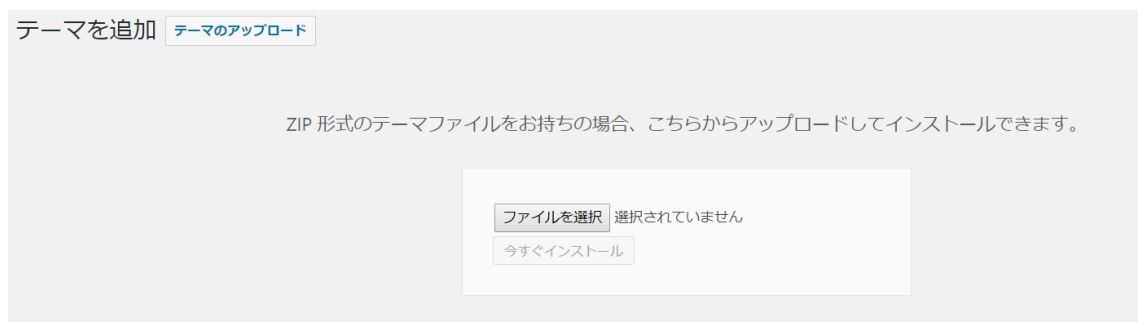 テーマを追加 テーマのアップロード
ZIP 形式のテーマファイルをお持ちの場合、こちらからアップロードしてインストールできます。
ファイルを選択 選択されていません
今すぐインストール